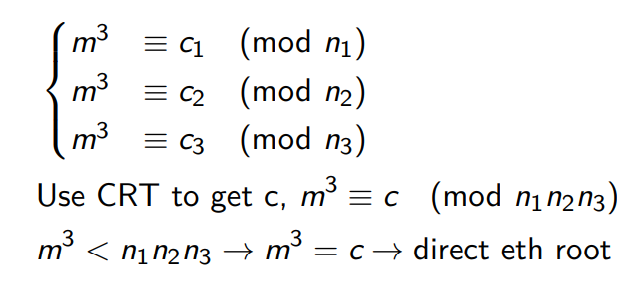 m³ ≡ c₁ (mod n₁)
m³ ≡ c₂ (mod n₂)
m³ ≡ c₃ (mod n₃)
Use CRT to get c, m³ ≡ c (mod n₁n₂n₃)
m³ < n₁n₂n₃ → m³ = c → direct eth root